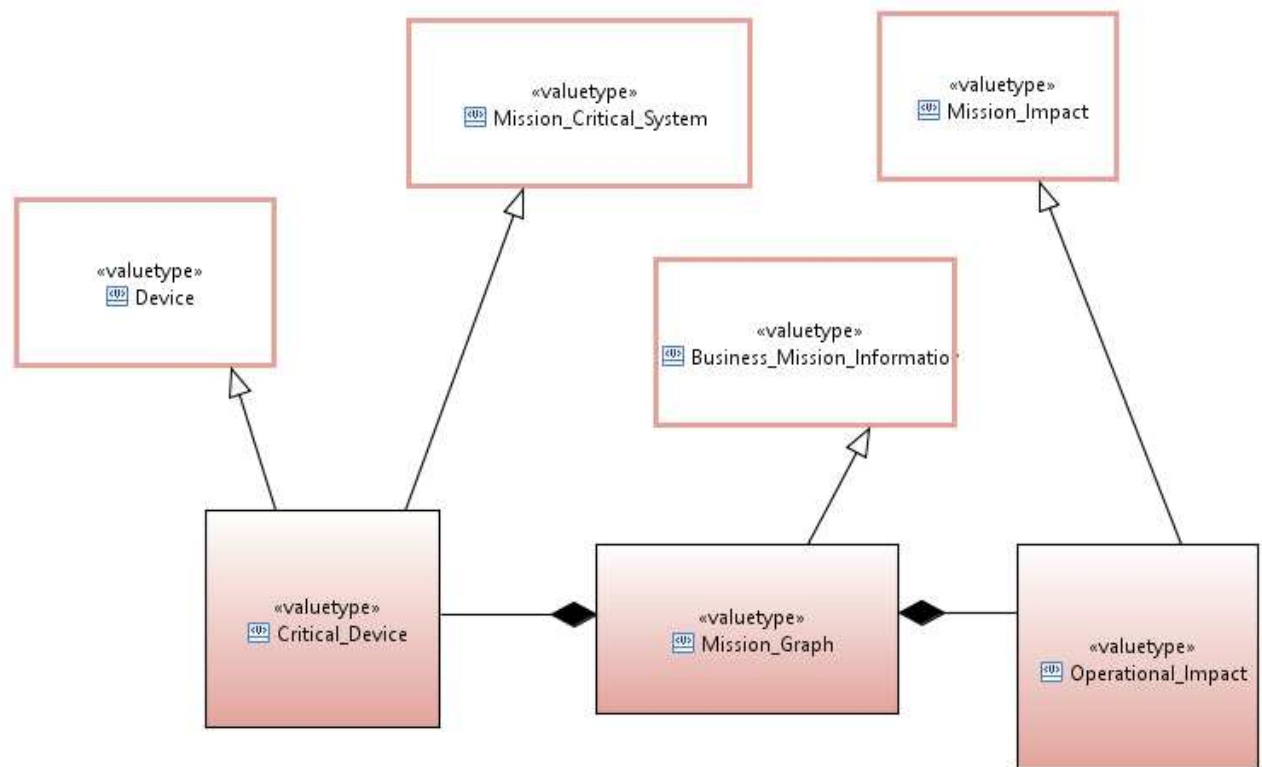 «valuetype»
Mission_Critical_System
«valuetype»
Mission_Impact
«valuetype»
Device
«valuetype»
Business_Mission_Informatio
«valuetype»
Critical_Device
«valuetype»
Mission_Graph
«valuetype»
Operational_Impact